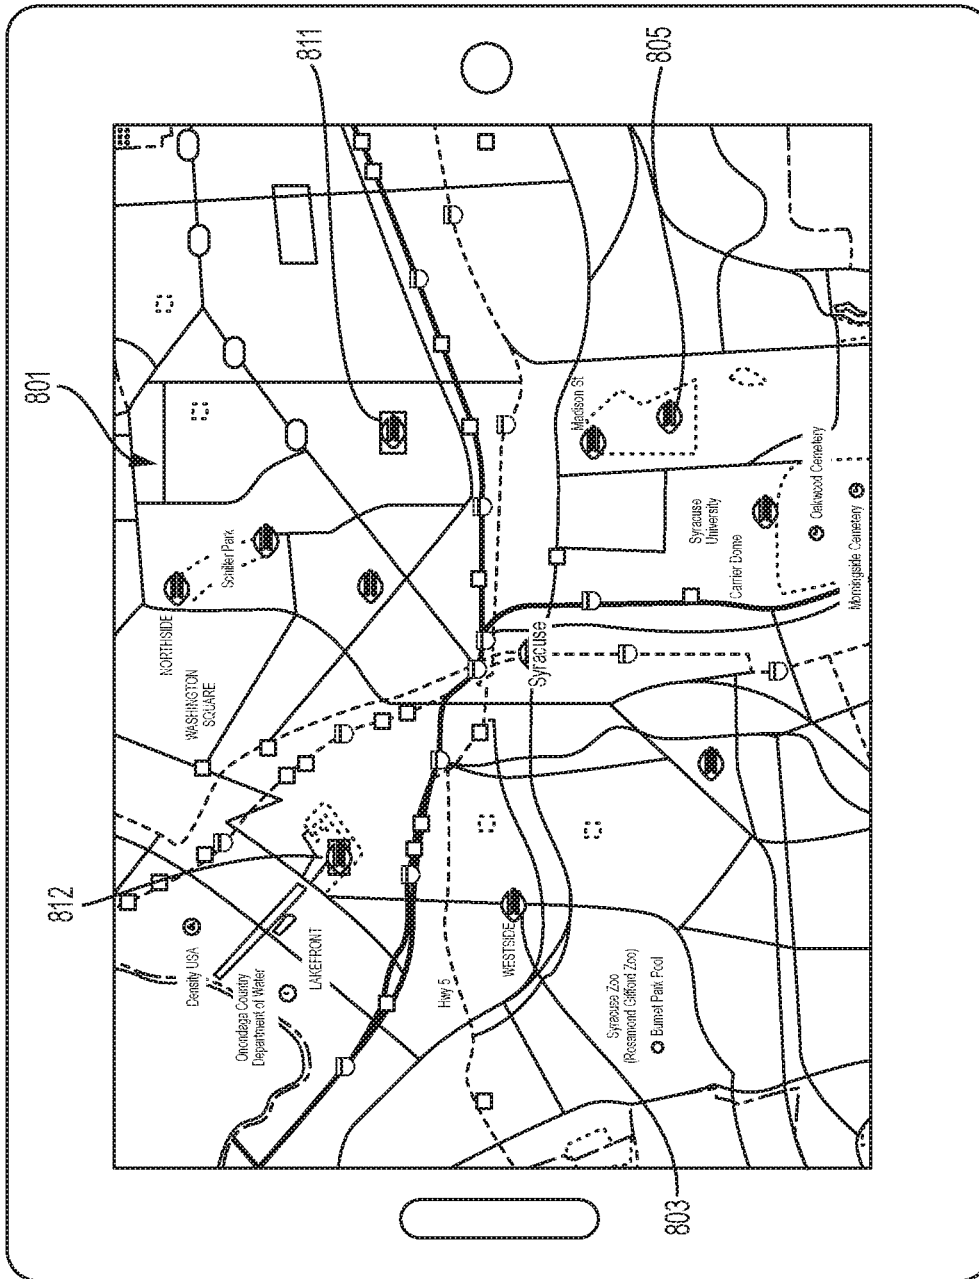 801
811
805
812
803
NORTHSIDE
Schiller Park
WASHINGTON
SQUARE
Density USA
Onondaga County
Department of Water
LAKEFRONT
Hwy 5
Syracuse
WESTSIDE
Syracuse Zoo
(Rosamond Gifford Zoo)
Burnet Park Pool
Madison St
Syracuse
University
Carrier Dome
Oakwood Cemetery
Morningside Cemetery